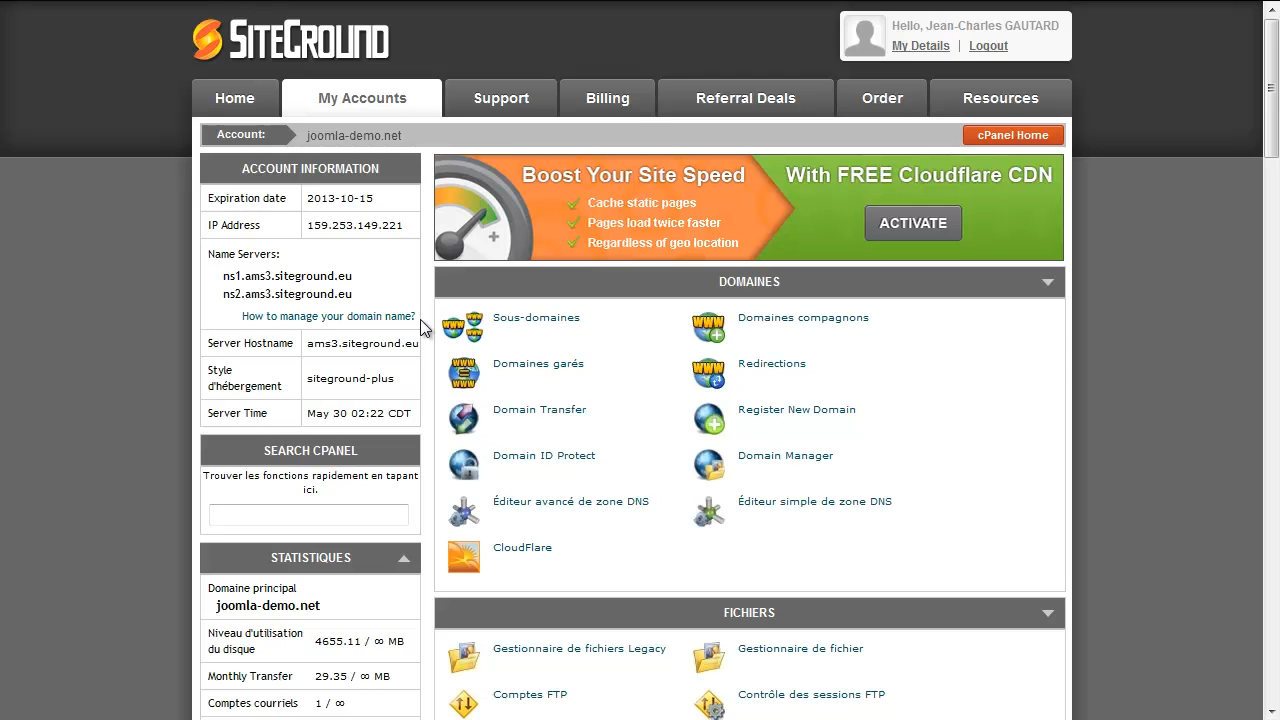 SITEGROUND
Hello, Jean-Charles GAUTARD
My Details | Logout
Home
My Accounts
Support
Billing
Referral Deals
Order
Resources
Account:
joomla-demo.net
cPanel Home
ACCOUNT INFORMATION
Expiration date 2013-10-15
IP Address 159.253.149.221
Name Servers:
ns1.ams3.siteground.eu
ns2.ams3.siteground.eu
How to manage your domain name?
Server Hostname ams3.siteground.eu
Style
d'hébergement
siteground-plus
Server Time May 30 02:22 CDT
SEARCH CPANEL
Trouver les fonctions rapidement en tapant
ici.
STATISTIQUES
Domaine principal
joomla-demo.net
Niveau d'utilisation
du disque
4655.11 / ∞ MB
Monthly Transfer 29.35 / ∞ MB
Comptes courriels 1 / ∞
Boost Your Site Speed
Cache static pages
Pages load twice faster
Regardless of geo location
With FREE Cloudflare CDN
ACTIVATE
DOMAINES
Sous-domaines
Domaines compagnons
Domaines garés
Redirections
Domain Transfer
Register New Domain
Domain ID Protect
Domain Manager
Éditeur avancé de zone DNS
Éditeur simple de zone DNS
CloudFlare
FICHIERS
Gestionnaire de fichiers Legacy
Gestionnaire de fichier
Comptes FTP
Contrôle des sessions FTP